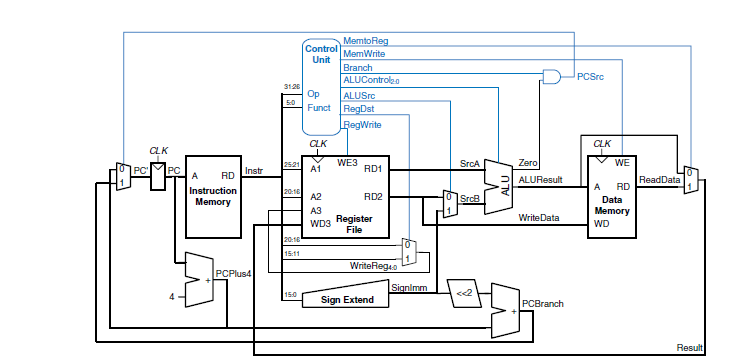 MemtoReg
Control
Unit
MemWrite
Branch
ALUControl2:0
ALUSrc
RegDst
RegWrite
31:26
Op
5:0
Funct
PCSrc
CLK
CLK
CLK
0
1
PC'
PC
A
RD
Instruction
Memory
Instr
25:21
A1
WE3
RD1
20:16
A2
RD2
A3
WD3
Register
File
SrcA
0
1
SrcB
ALU
Zero
ALUResult
WriteData
WE
A
RD
Data
Memory
WD
ReadData
0
1
20:16
15:11
0
1
WriteReg4:0
PCPlus4
+
4
15:0
Sign Extend
SignImm
<<2
+
PCBranch
Result